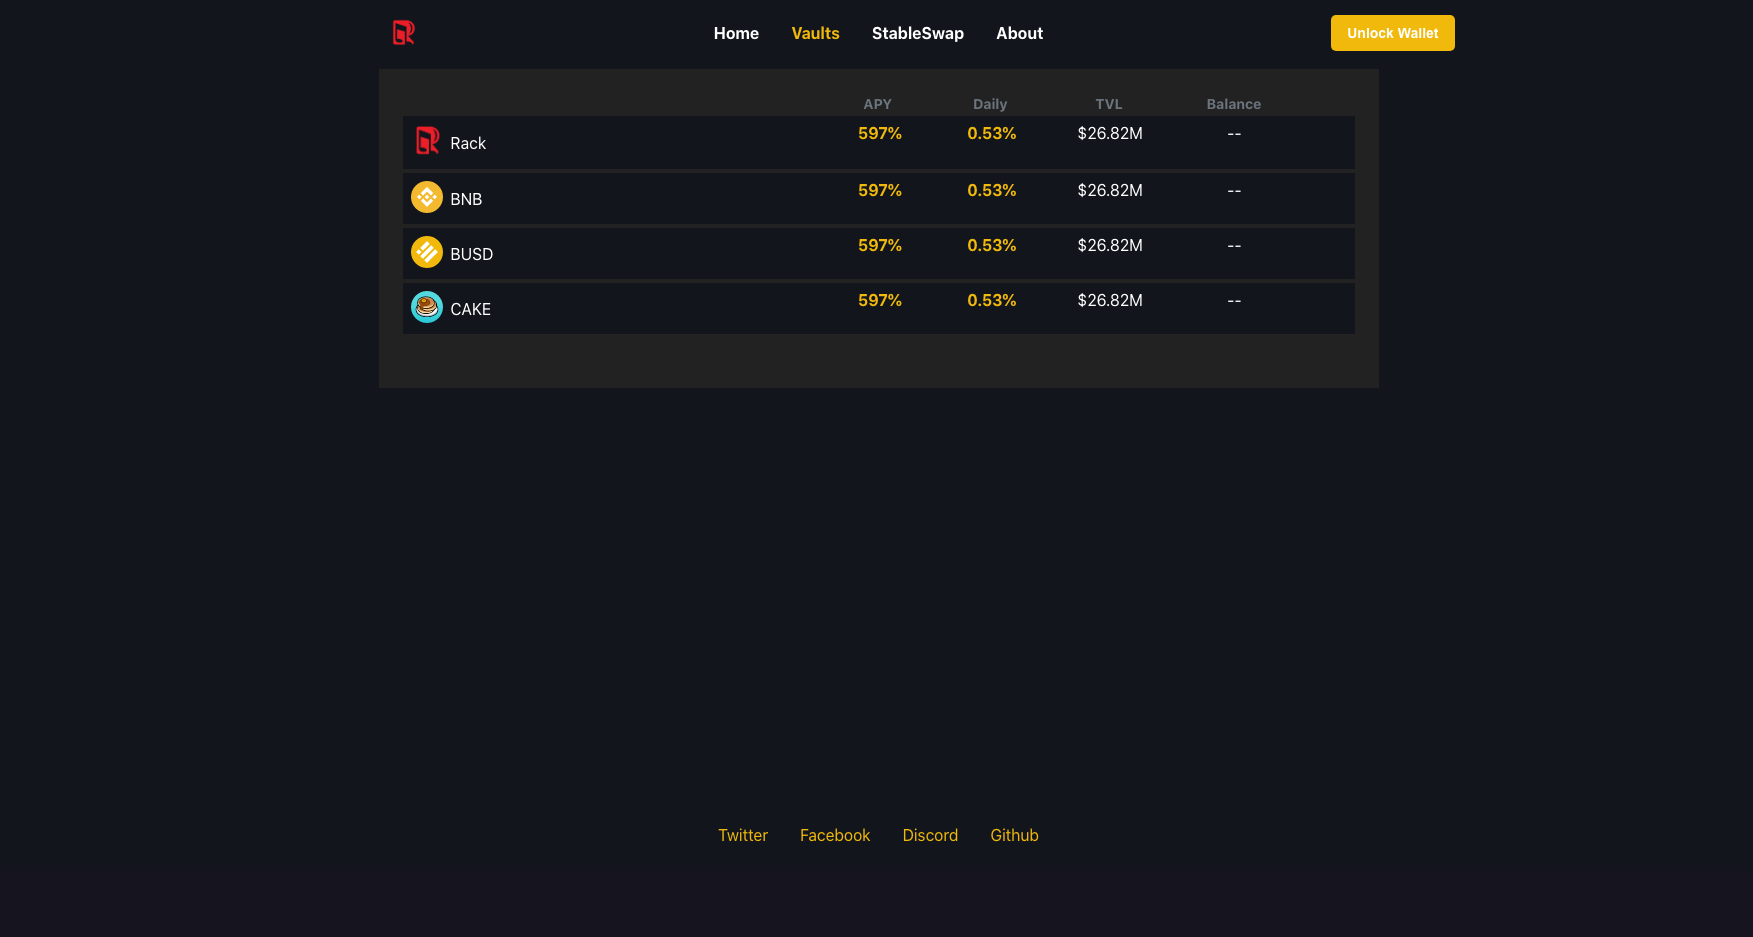 Home Vaults StableSwap About Unlock Wallet
APY Daily TVL Balance
Rack 597% 0.53% $26.82M --
BNB 597% 0.53% $26.82M --
BUSD 597% 0.53% $26.82M --
CAKE 597% 0.53% $26.82M --
Twitter Facebook Discord Github